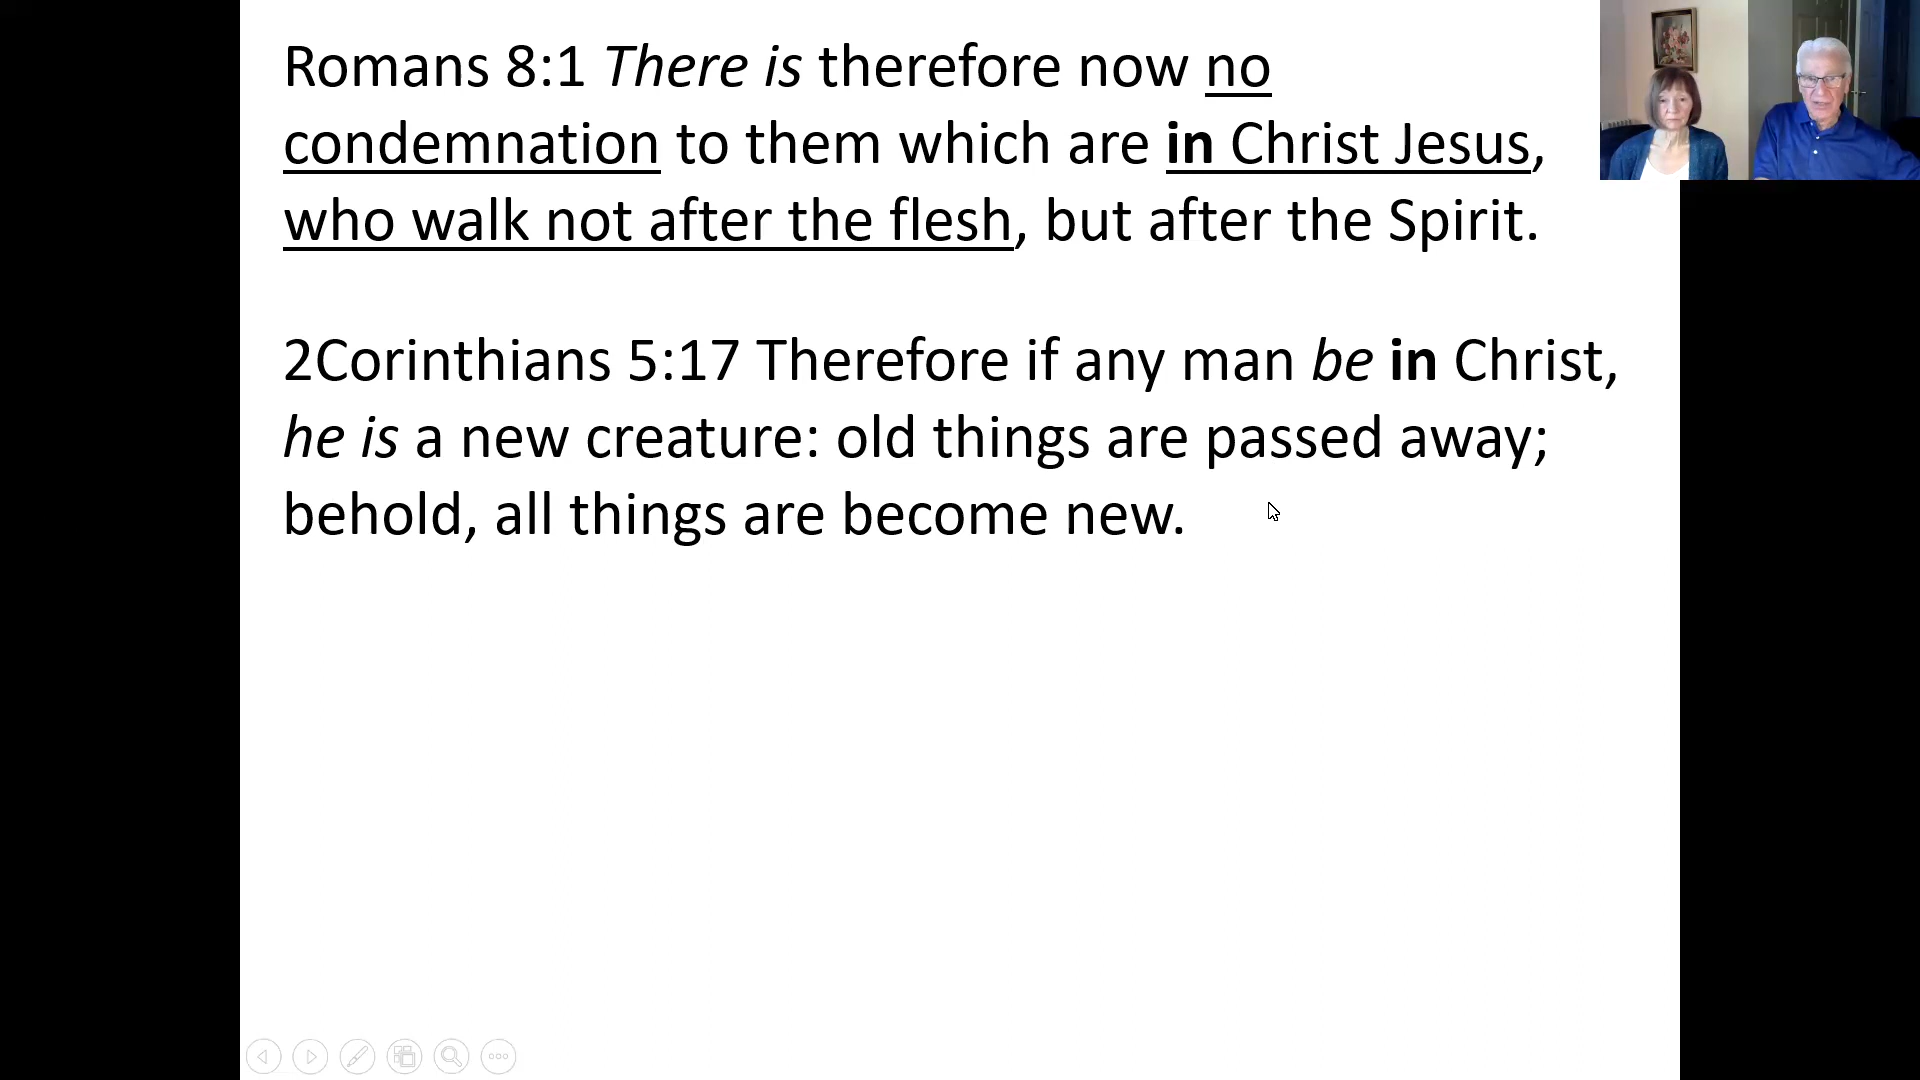 Romans 8:1 There is therefore now no
condemnation to them which are in Christ Jesus,
who walk not after the flesh, but after the Spirit.
2Corinthians 5:17 Therefore if any man be in Christ,
he is a new creature: old things are passed away;
behold, all things are become new.